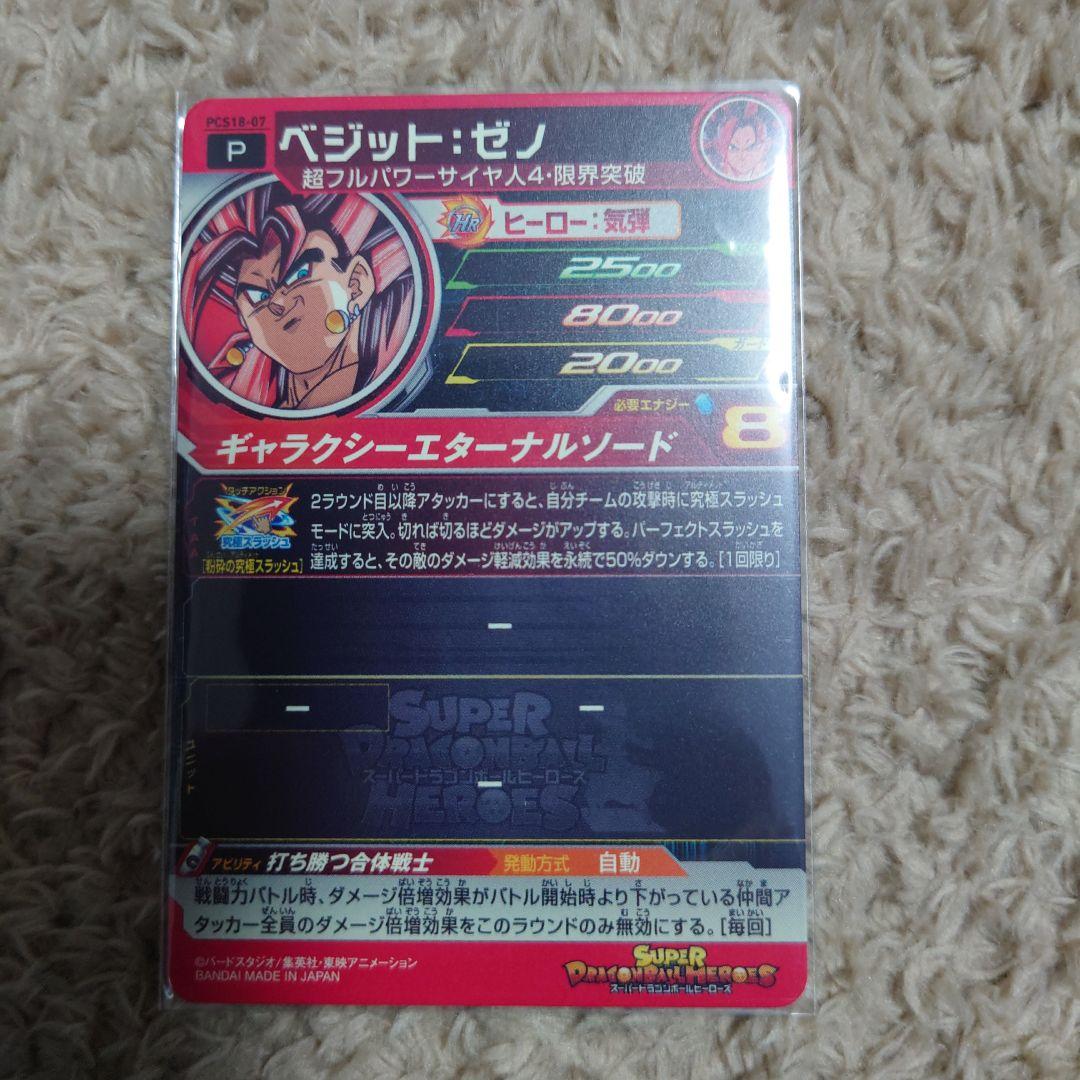 PCS18-07
P
ベジット:ゼノ
超フルパワーサイヤ人4・限界突破
HR ヒーロー:気弾
2500
8000
ガード
2000
必要エナジー 8
ギャラクシーエターナルソード
タッチアクション
究極スラッシュ
[粉砕の究極スラッシュ]
2ラウンド目以降アタッカーにすると、自分チームの攻撃時に究極スラッシュ
モードに突入。切れば切るほどダメージがアップする。パーフェクトスラッシュを
達成すると、その敵のダメージ軽減効果を永続で50%ダウンする。[1回限り]
ー
ー ー
ユニット
ー
SUPER
DRAGONBALL
スーパードラゴンボールヒーローズ
HEROES
アビリティ 打ち勝つ合体戦士 発動方式 自動
戦闘力バトル時、ダメージ倍増効果がバトル開始時より下がっている仲間ア
タッカー全員のダメージ倍増効果をこのラウンドのみ無効にする。[毎回]
©バードスタジオ/集英社・東映アニメーション
BANDAI MADE IN JAPAN
SUPER
DRAGONBALL HEROES
スーパードラゴンボールヒーローズ